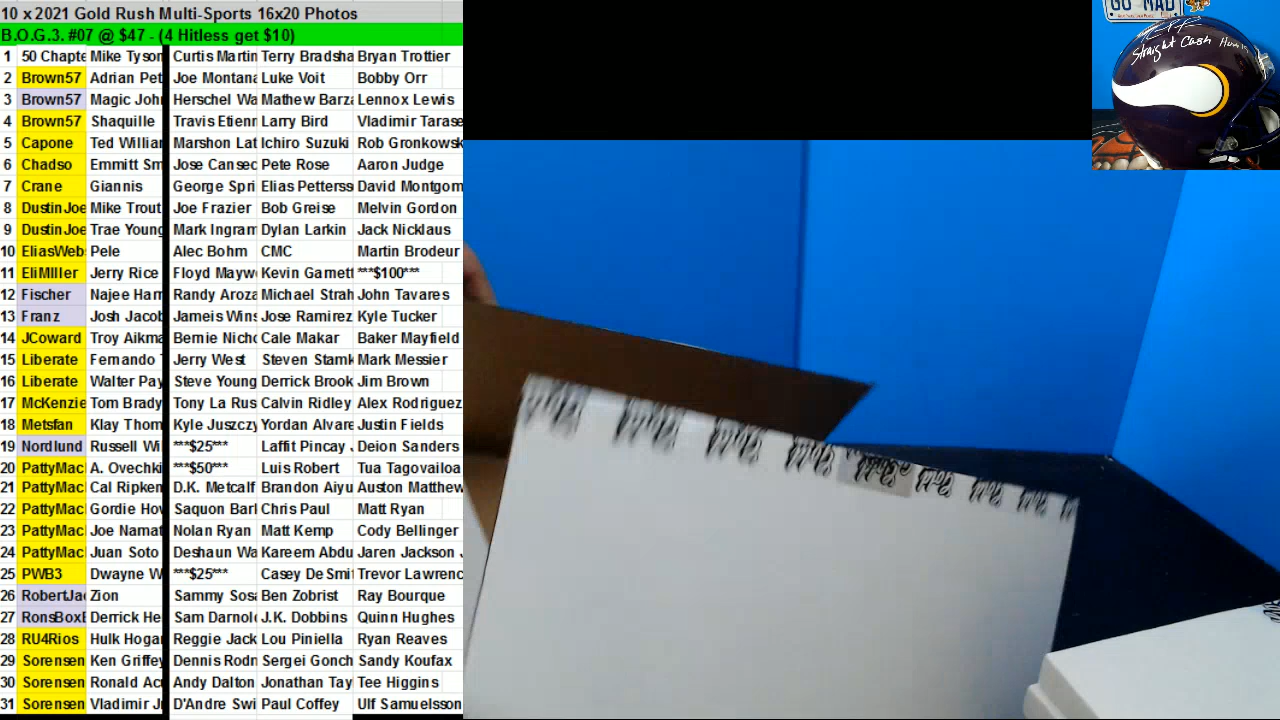 10 x 2021 Gold Rush Multi-Sports 16x20 Photos
B.O.G.3. #07 @ $47 - (4 Hitless get $10)
1 50 Chapte Mike Tyson Curtis Martin Terry Bradsha Bryan Trottier
2 Brown57 Adrian Pet Joe Montana Luke Voit Bobby Orr
3 Brown57 Magic Joh Herschel Wa Mathew Barza Lennox Lewis
4 Brown57 Shaquille Travis Etienn Larry Bird Vladimir Tarase
5 Capone Ted Willian Marshon Lat Ichiro Suzuki Rob Gronkowsk
6 Chadso Emmitt Sm Jose Cansec Pete Rose Aaron Judge
7 Crane Giannis George Spri Elias Petterss David Montgom
8 DustinJoe Mike Trout Joe Frazier Bob Greise Melvin Gordon
9 DustinJoe Trae Young Mark Ingram Dylan Larkin Jack Nicklaus
10 EliasWeb Pele Alec Bohm CMC Martin Brodeur
11 EliMIller Jerry Rice Floyd Mayw Kevin Garnett ***$100***
12 Fischer Najee Harr Randy Aroza Michael Strah John Tavares
13 Franz Josh Jacob Jameis Wins Jose Ramirez Kyle Tucker
14 JCoward Troy Aikma Bernie Nicho Cale Makar Baker Mayfield
15 Liberate Fernando T Jerry West Steven Stamk Mark Messier
16 Liberate Walter Pay Steve Young Derrick Brook Jim Brown
17 McKenzie Tom Brady Tony La Rus Calvin Ridley Alex Rodriguez
18 Metsfan Klay Thom Kyle Juszczy Yordan Alvare Justin Fields
19 Nordlund Russell Wi ***$25*** Laffit Pincay J Deion Sanders
20 PattyMac A. Ovechki ***$50*** Luis Robert Tua Tagovailoa
21 PattyMac Cal Ripken D.K. Metcalf Brandon Aiyu Auston Matthew
22 PattyMac Gordie Ho Saquon Bar Chris Paul Matt Ryan
23 PattyMac Joe Namat Nolan Ryan Matt Kemp Cody Bellinger
24 PattyMac Juan Soto Deshaun Wa Kareem Abdu Jaren Jackson J
25 PWB3 Dwayne W ***$25*** Casey DeSmit Trevor Lawrenc
26 RobertJac Zion Sammy Sosa Ben Zobrist Ray Bourque
27 RonsBox Derrick He Sam Darnol J.K. Dobbins Quinn Hughes
28 RU4Rios Hulk Hogan Reggie Jack Lou Piniella Ryan Reaves
29 Sorensen Ken Griffey Dennis Rodn Sergei Gonch Sandy Koufax
30 Sorensen Ronald Acu Andy Dalton Jonathan Tay Tee Higgins
31 Sorensen Vladimir Jr D'Andre Swi Paul Coffey Ulf Samuelsson
GO MAD
Straight Cash